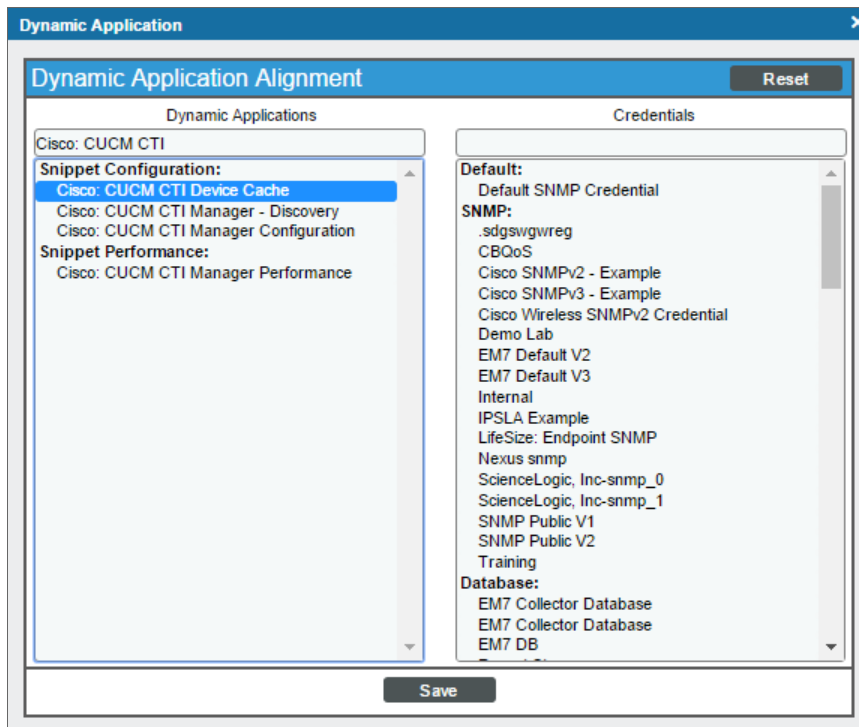 Dynamic Application
Dynamic Application Alignment
Reset
Dynamic Applications
Cisco: CUCM CTI
Snippet Configuration:
Cisco: CUCM CTI Device Cache
Cisco: CUCM CTI Manager - Discovery
Cisco: CUCM CTI Manager Configuration
Snippet Performance:
Cisco: CUCM CTI Manager Performance
Credentials
Default:
Default SNMP Credential
SNMP:
.sdgswgwreg
CBQoS
Cisco SNMPv2 - Example
Cisco SNMPv3 - Example
Cisco Wireless SNMPv2 Credential
Demo Lab
EM7 Default V2
EM7 Default V3
Internal
IPSLA Example
LifeSize: Endpoint SNMP
Nexus snmp
ScienceLogic, Inc-snmp_0
ScienceLogic, Inc-snmp_1
SNMP Public V1
SNMP Public V2
Training
Database:
EM7 Collector Database
EM7 Collector Database
EM7 DB
Save